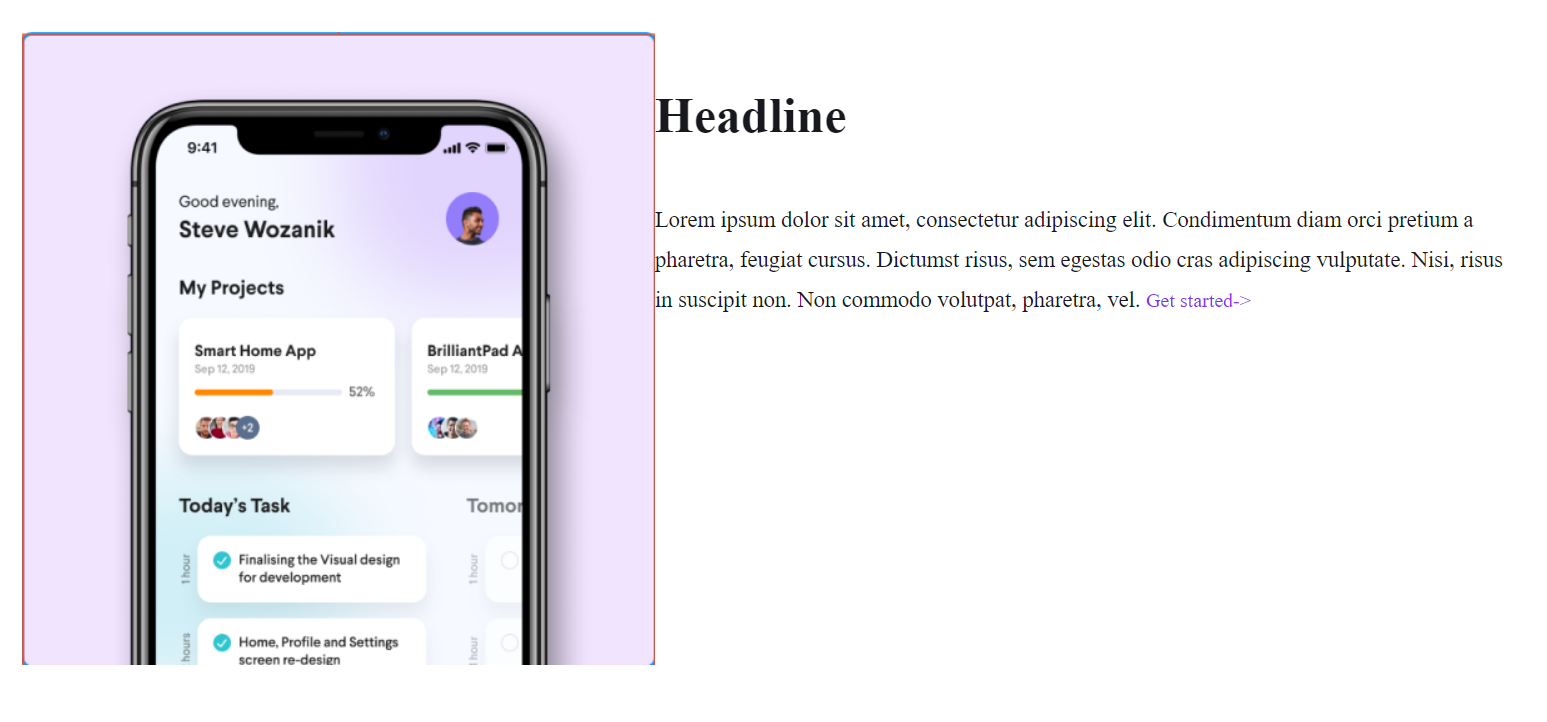 9:41
Good evening,
Steve Wozanik
My Projects
Smart Home App
Sep 12, 2019
52%
+2
BrilliantPad A
Sep 12, 2019
Today's Task
Tomor
1 hour
Finalising the Visual design
for development
1 hour
hours
Home, Profile and Settings
screen re-design
hour
Headline
Lorem ipsum dolor sit amet, consectetur adipiscing elit. Condimentum diam orci pretium a
pharetra, feugiat cursus. Dictumst risus, sem egestas odio cras adipiscing vulputate. Nisi, risus
in suscipit non. Non commodo volutpat, pharetra, vel. Get started->